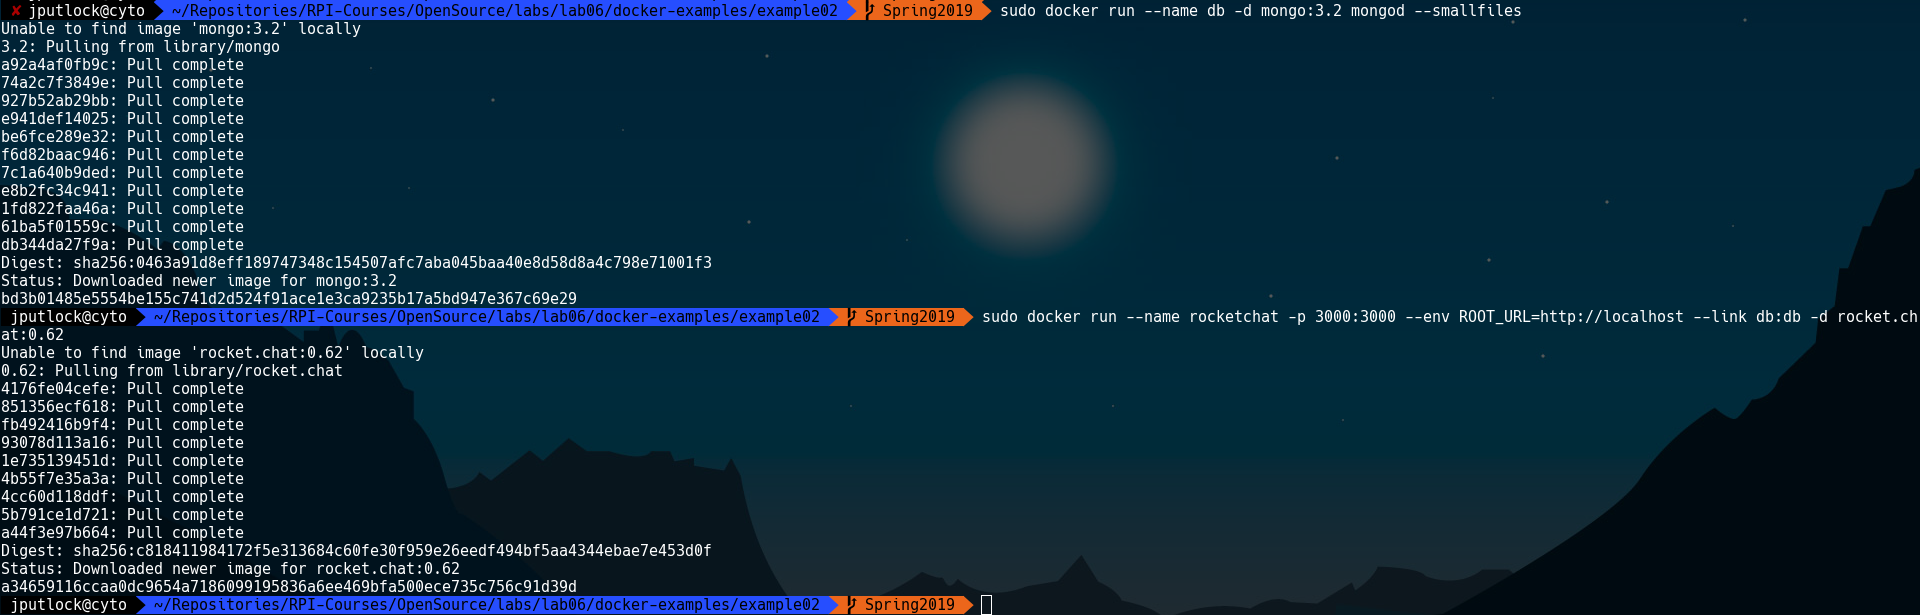 ✘ jputlock@cyto ~/Repositories/RPI-Courses/OpenSource/labs/lab06/docker-examples/example02 Spring2019 sudo docker run --name db -d mongo:3.2 mongod --smallfiles
Unable to find image 'mongo:3.2' locally
3.2: Pulling from library/mongo
a92a4af0fb9c: Pull complete
74a2c7f3849e: Pull complete
927b52ab29bb: Pull complete
e941def14025: Pull complete
be6fce289e32: Pull complete
f6d82baac946: Pull complete
7c1a640b9ded: Pull complete
e8b2fc34c941: Pull complete
1fd822faa46a: Pull complete
61ba5f01559c: Pull complete
db344da27f9a: Pull complete
Digest: sha256:0463a91d8eff189747348c154507afc7aba045baa40e8d58d8a4c798e71001f3
Status: Downloaded newer image for mongo:3.2
bd3b01485e5554be155c741d2d524f91ace1e3ca9235b17a5bd947e367c69e29
jputlock@cyto ~/Repositories/RPI-Courses/OpenSource/labs/lab06/docker-examples/example02 Spring2019 sudo docker run --name rocketchat -p 3000:3000 --env ROOT_URL=http://localhost --link db:db -d rocket.ch
at:0.62
Unable to find image 'rocket.chat:0.62' locally
0.62: Pulling from library/rocket.chat
4176fe04cefe: Pull complete
851356ecf618: Pull complete
fb492416b9f4: Pull complete
93078d113a16: Pull complete
1e735139451d: Pull complete
4b55f7e35a3a: Pull complete
4cc60d118ddf: Pull complete
5b791ce1d721: Pull complete
a44f3e97b664: Pull complete
Digest: sha256:c818411984172f5e313684c60fe30f959e26eedf494bf5aa4344ebae7e453d0f
Status: Downloaded newer image for rocket.chat:0.62
a34659116ccaa0dc9654a7186099195836a6ee469bfa500ece735c756c91d39d
jputlock@cyto ~/Repositories/RPI-Courses/OpenSource/labs/lab06/docker-examples/example02 Spring2019